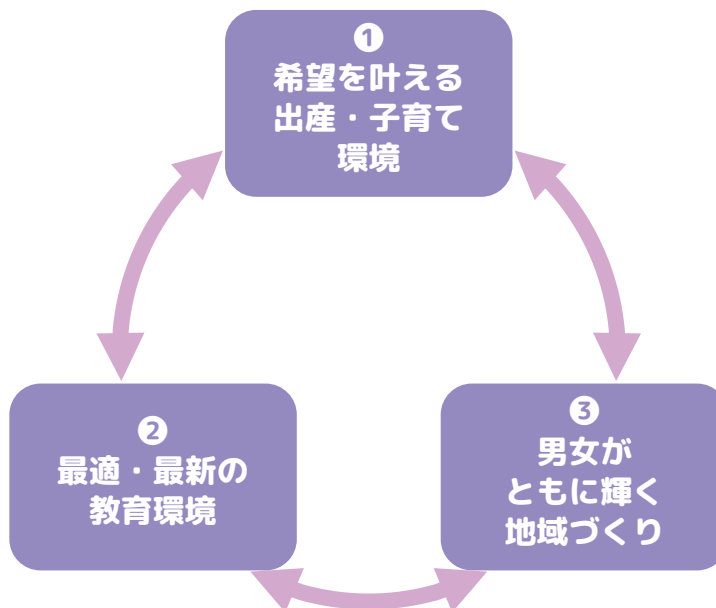 ❶
希望を叶える
出産・子育て
環境
❷
最適・最新の
教育環境
❸
男女が
ともに輝く
地域づくり